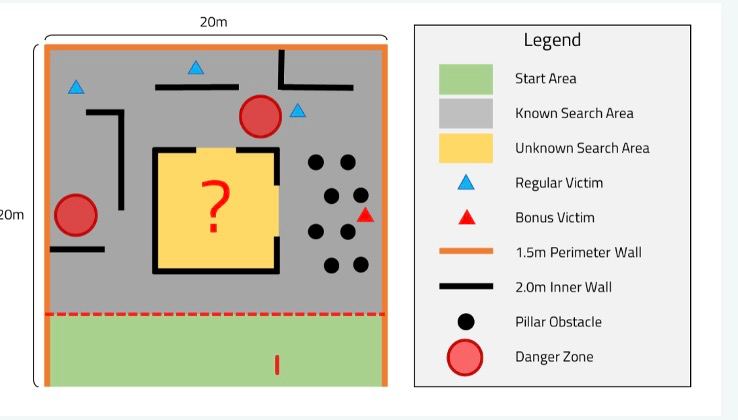 20m
Legend
Start Area
Known Search Area
Unknown Search Area
?
Regular Victim
20m
Bonus Victim
1.5m Perimeter Wall
2.0m Inner Wall
Pillar Obstacle
Danger Zone